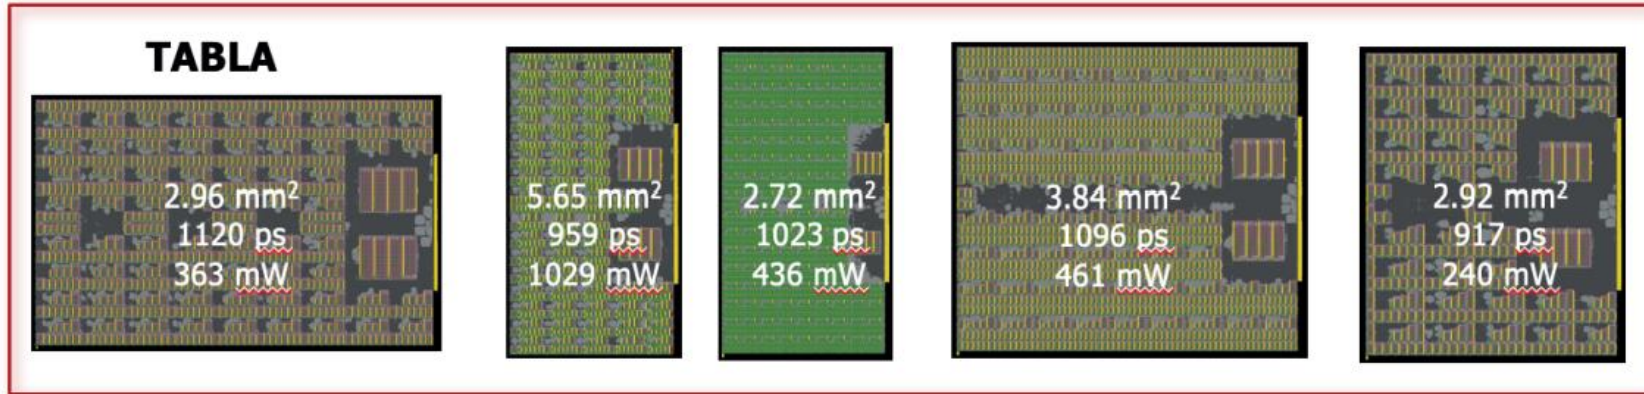 TABLA
2.96 mm²
1120 ps
363 mW
5.65 mm²
959 ps
1029 mW
2.72 mm²
1023 ps
436 mW
3.84 mm²
1096 ps
461 mW
2.92 mm²
917 ps
240 mW